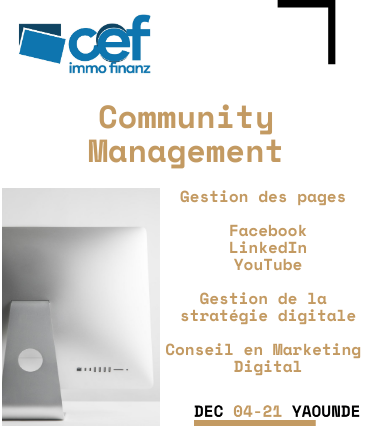 cef
immo finanz
Community
Management
Gestion des pages
Facebook
LinkedIn
YouTube
Gestion de la
stratégie digitale
Conseil en Marketing
Digital
DEC 04-21 YAOUNDE